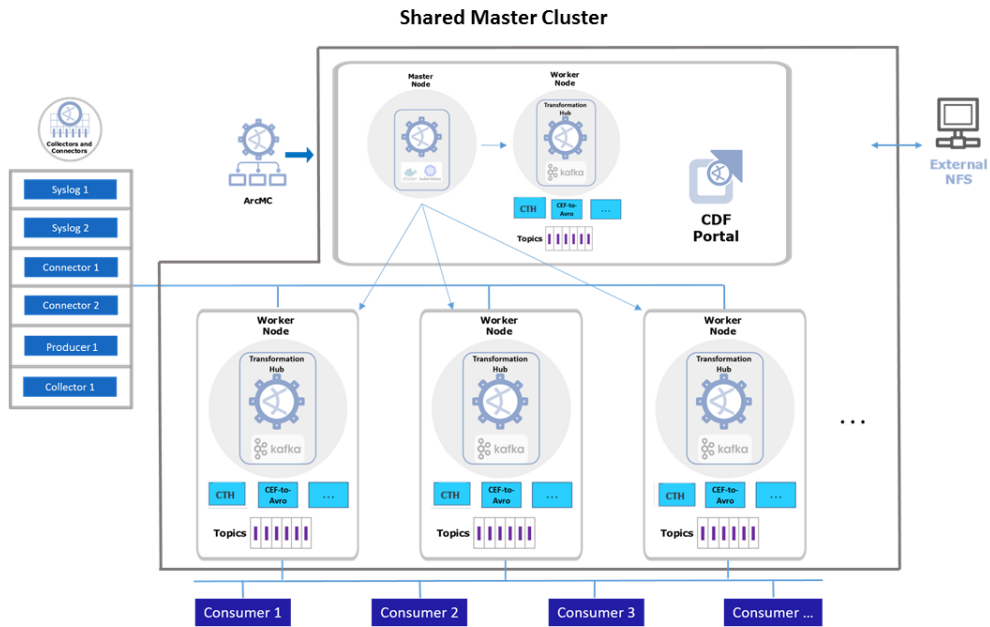 Shared Master Cluster
Collectors and
Connectors
Syslog 1
Syslog 2
Connector 1
Connector 2
Producer 1
Collector 1
ArcMC
Master
Node
kubernetes
Worker
Node
Transformation
Hub
kafka
CTH
CEF-to-
Avro
...
Topics
CDF
Portal
External
NFS
Worker
Node
Transformation
Hub
kafka
CTH
CEF-to-
Avro
...
Topics
Worker
Node
Transformation
Hub
kafka
CTH
CEF-to-
Avro
...
Topics
Worker
Node
Transformation
Hub
kafka
CTH
CEF-to-
Avro
...
Topics
...
Consumer 1
Consumer 2
Consumer 3
Consumer ...